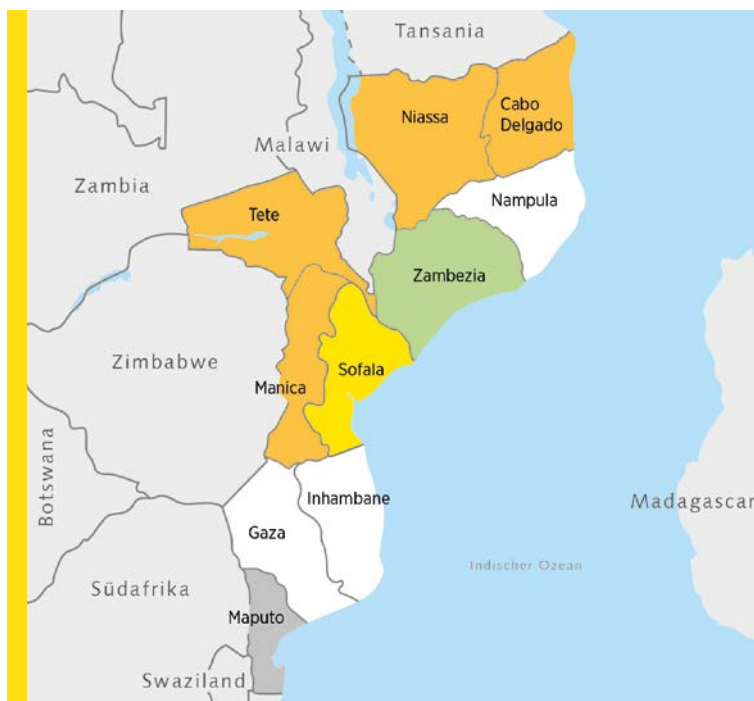 Tansania
Cabo
Delgado
Niassa
Malawi
Zambia
Nampula
Tete
Zambezia
Zimbabwe
Sofala
Manica
Botswana
Inhambane
Madagascar
Gaza
Indischer Ozean
Südafrika
Maputo
Swaziland